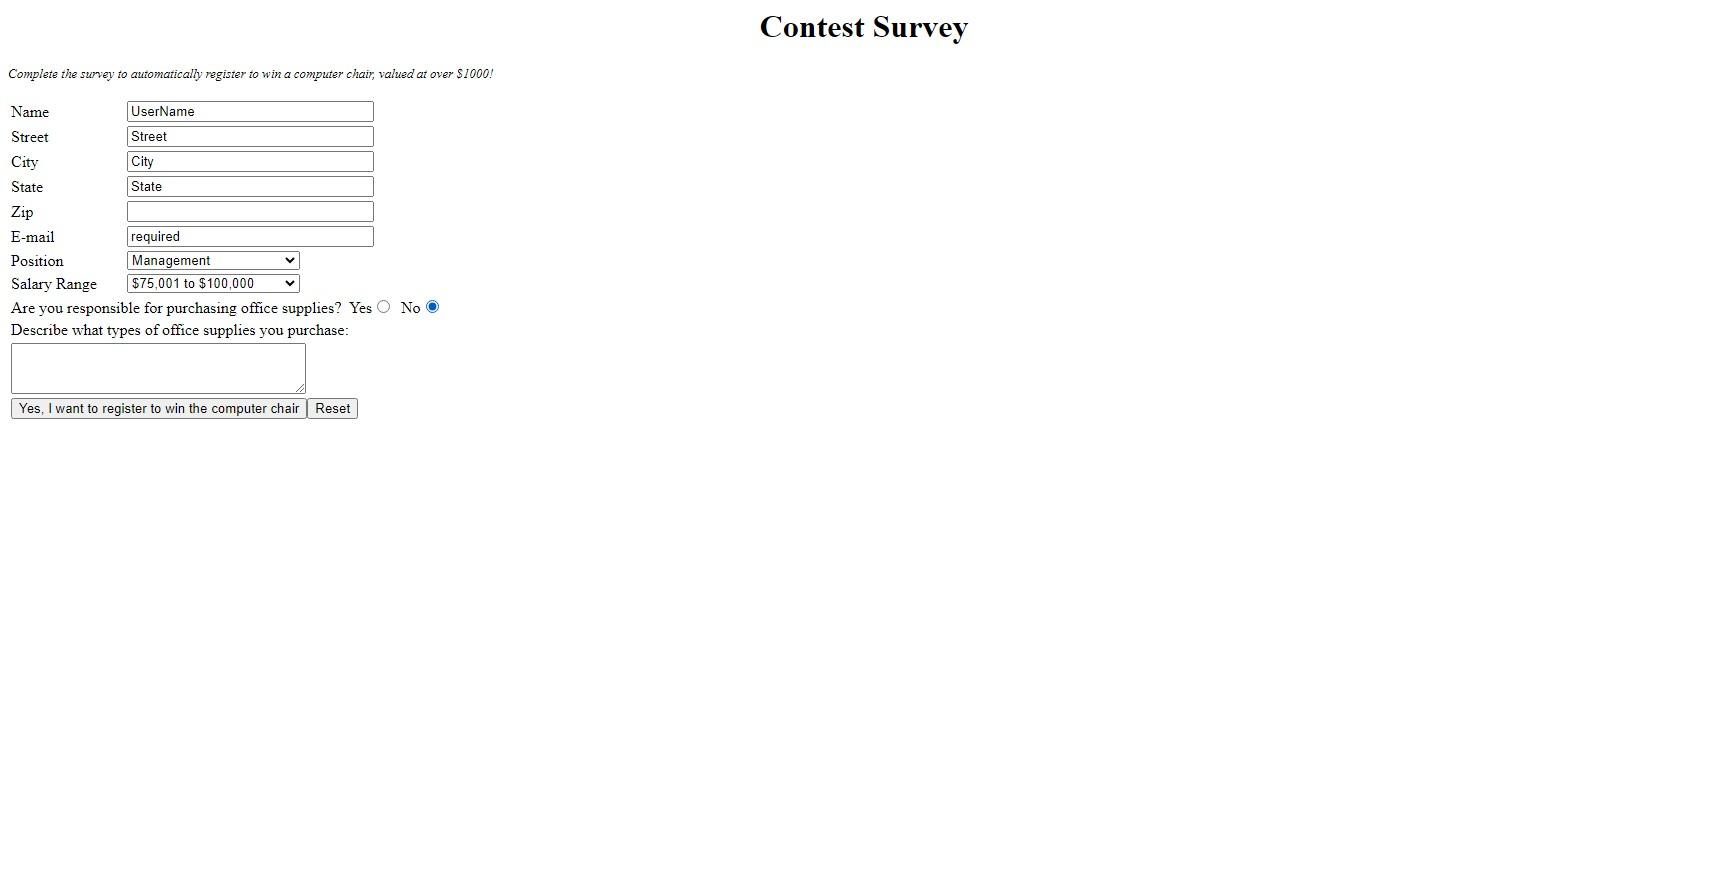 Contest Survey
Complete the survey to automatically register to win a computer chair, valued at over $1000!
Name UserName
Street Street
City City
State State
Zip
E-mail required
Position Management
Salary Range $75,001 to $100,000
Are you responsible for purchasing office supplies? Yes No
Describe what types of office supplies you purchase:
Yes, I want to register to win the computer chair Reset